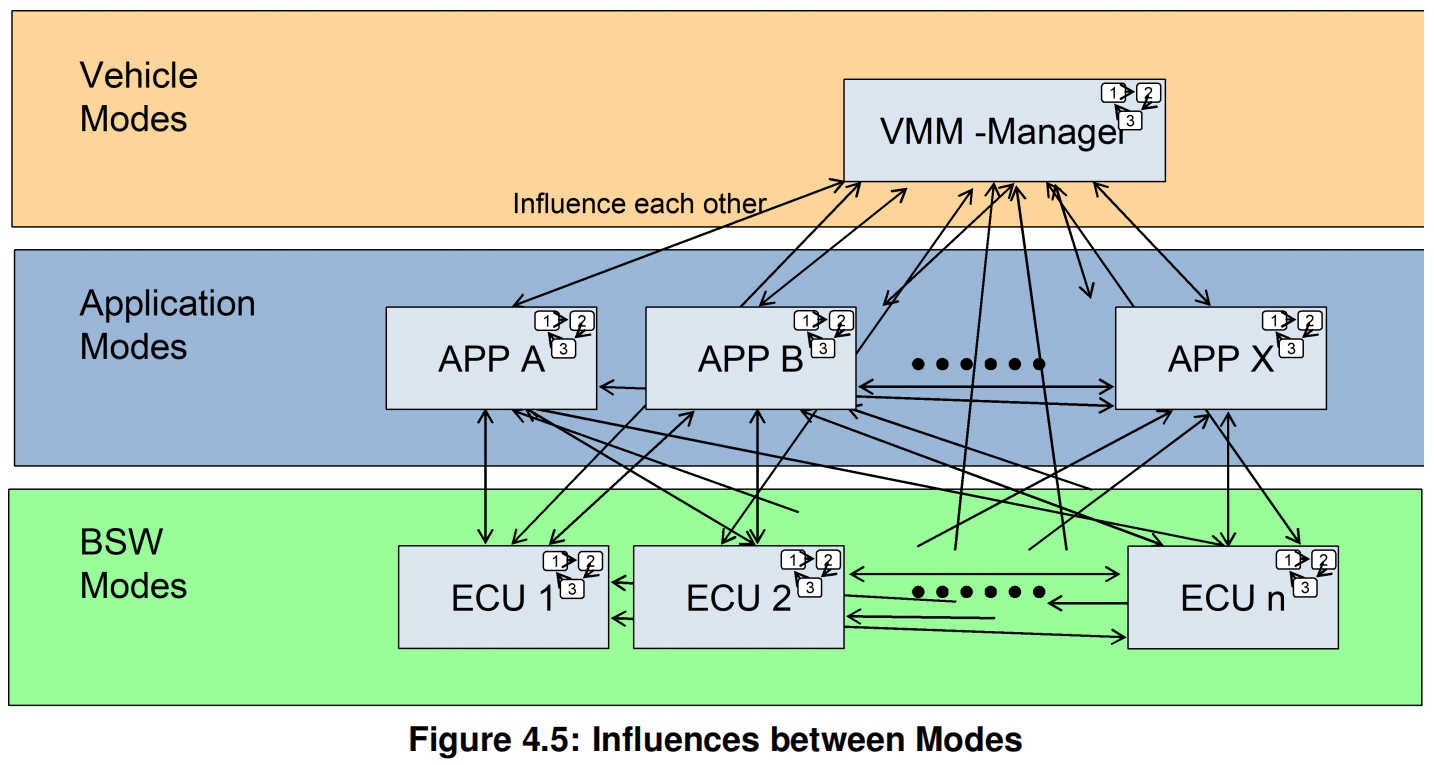 Vehicle
Modes
1 2
3
VMM -Manager
Influence each other
Application
Modes
1 2
3
APP A
1 2
3
APP B
1 2
3
APP X
BSW
Modes
1 2
3
ECU 1
1 2
3
ECU 2
1 2
3
ECU n
Figure 4.5: Influences between Modes